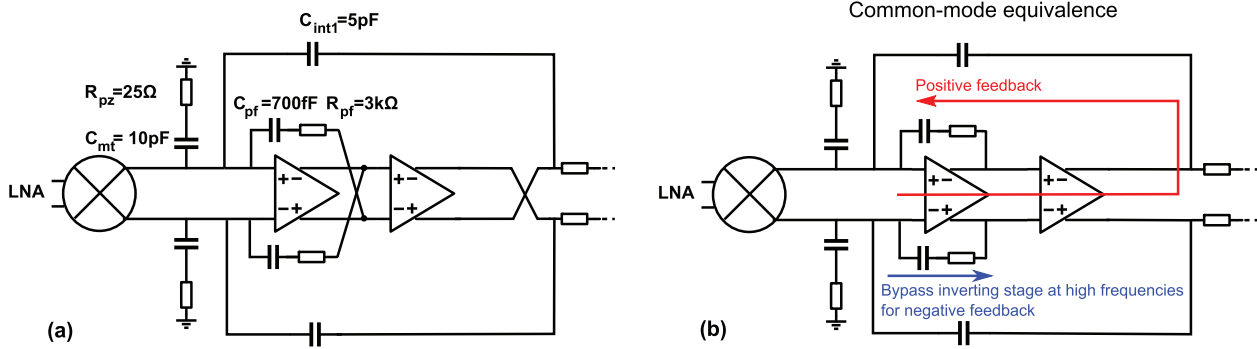 C_int1=5pF
R_pz=25Ω
C_pf=700fF R_pf=3kΩ
C_mt= 10pF
LNA
+ −
− +
+ −
− +
(a)
Common-mode equivalence
Positive feedback
LNA
+ −
− +
+ −
− +
Bypass inverting stage at high frequencies
for negative feedback
(b)